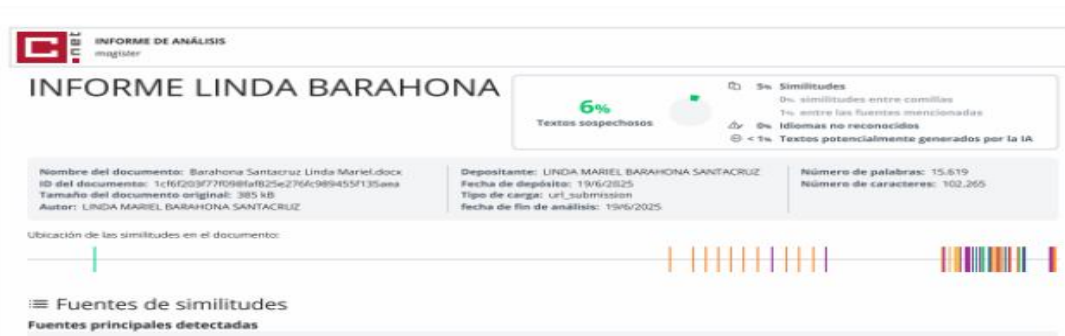 C .net
INFORME DE ANÁLISIS
magister
INFORME LINDA BARAHONA
6%
Textos sospechosos
5% Similitudes
0% similitudes entre comillas
1% entre las fuentes mencionadas
0% Idiomas no reconocidos
< 1% Textos potencialmente generados por la IA
Nombre del documento: Barahona Santacruz Linda Mariel.docx
ID del documento:
Tamaño del documento original: 385 kB
Autor: LINDA MARIEL BARAHONA SANTACRUZ
Depositante: LINDA MARIEL BARAHONA SANTACRUZ
Fecha de depósito: 19/6/2025
Tipo de carga: url_submission
fecha de fin de análisis: 19/6/2025
Número de palabras: 15.619
Número de caracteres: 102.265
Ubicación de las similitudes en el documento:
Fuentes de similitudes
Fuentes principales detectadas